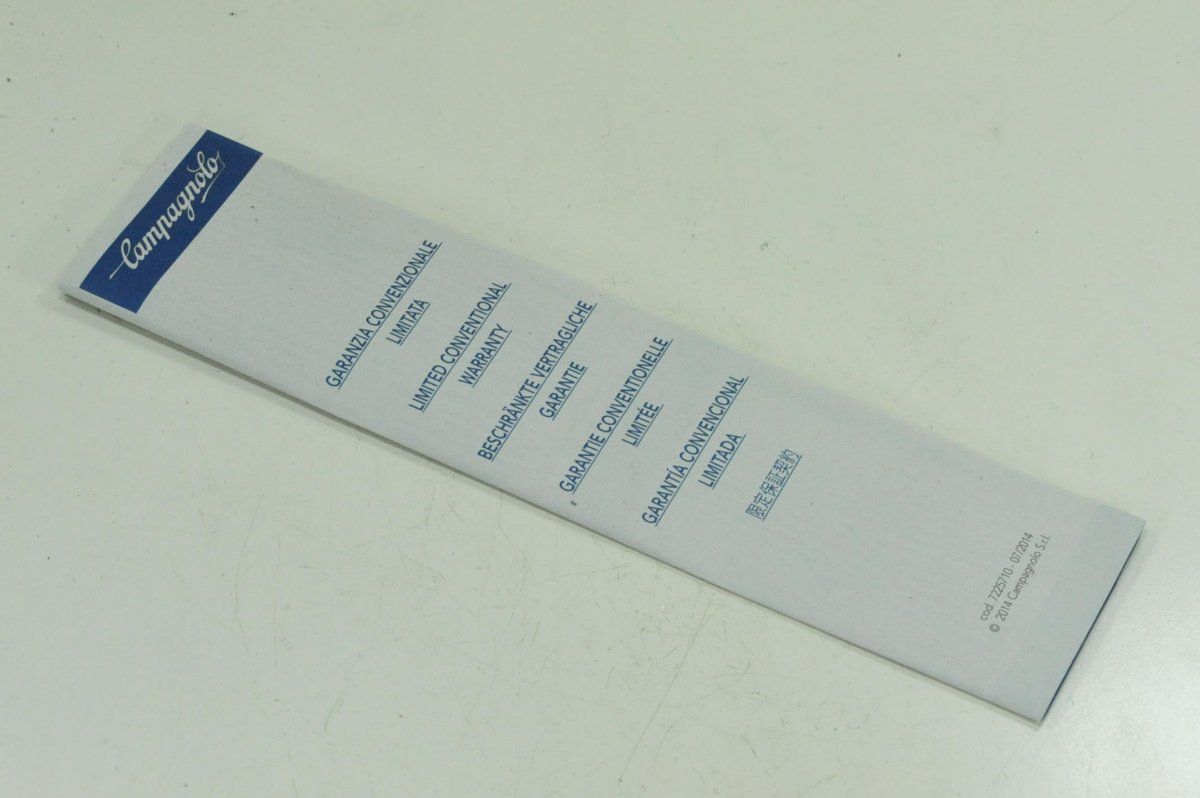 Campagnolo
GARANZIA CONVENZIONALE
LIMITATA
LIMITED CONVENTIONAL
WARRANTY
BESCHRÄNKTE VERTRAGLICHE
GARANTIE
GARANTIE CONVENTIONELLE
LIMITÉE
GARANTÍA CONVENCIONAL
LIMITADA
限定保証契約
cod. 7225710 - 07/2014
© 2014 Campagnolo S.r.l.